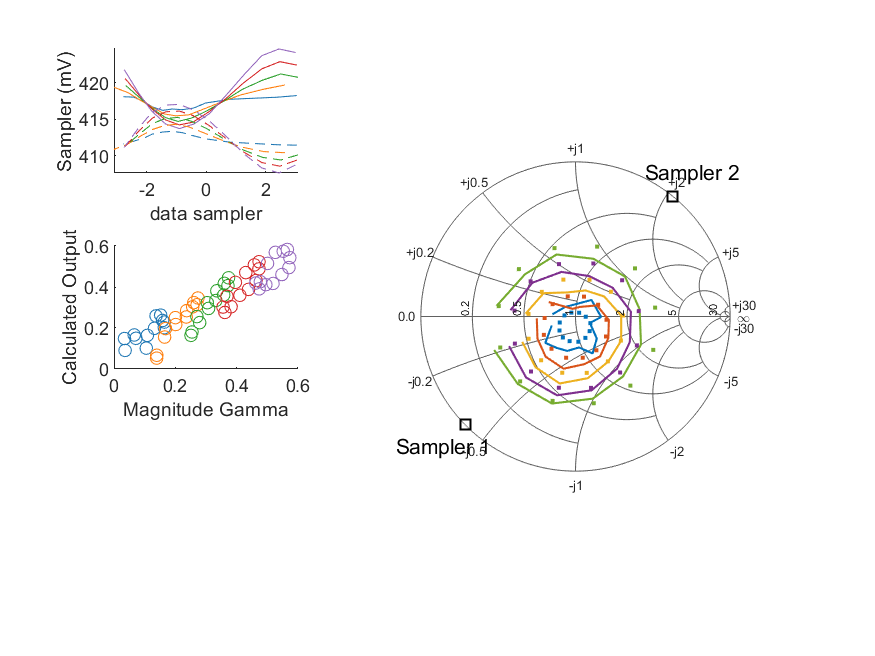 Sampler (mV)
420
415
410
-2
0
2
data sampler
Calculated Output
0.6
0.4
0.2
0
0
0.2
0.4
0.6
Magnitude Gamma
+j1
Sampler 2
+j2
+j0.5
+j0.2
+j5
0.0
0.2
0.5
1
2
5
30
+j30
∞
-j30
-j0.2
-j5
Sampler 1
-j0.5
-j2
-j1